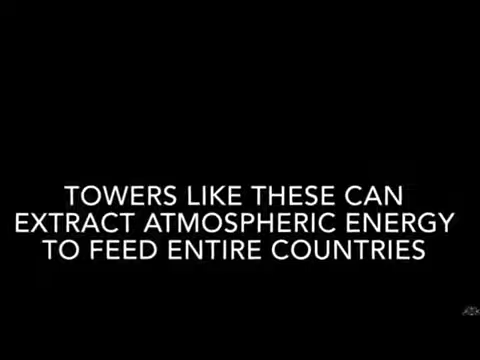 TOWERS LIKE THESE CAN
EXTRACT ATMOSPHERIC ENERGY
TO FEED ENTIRE COUNTRIES